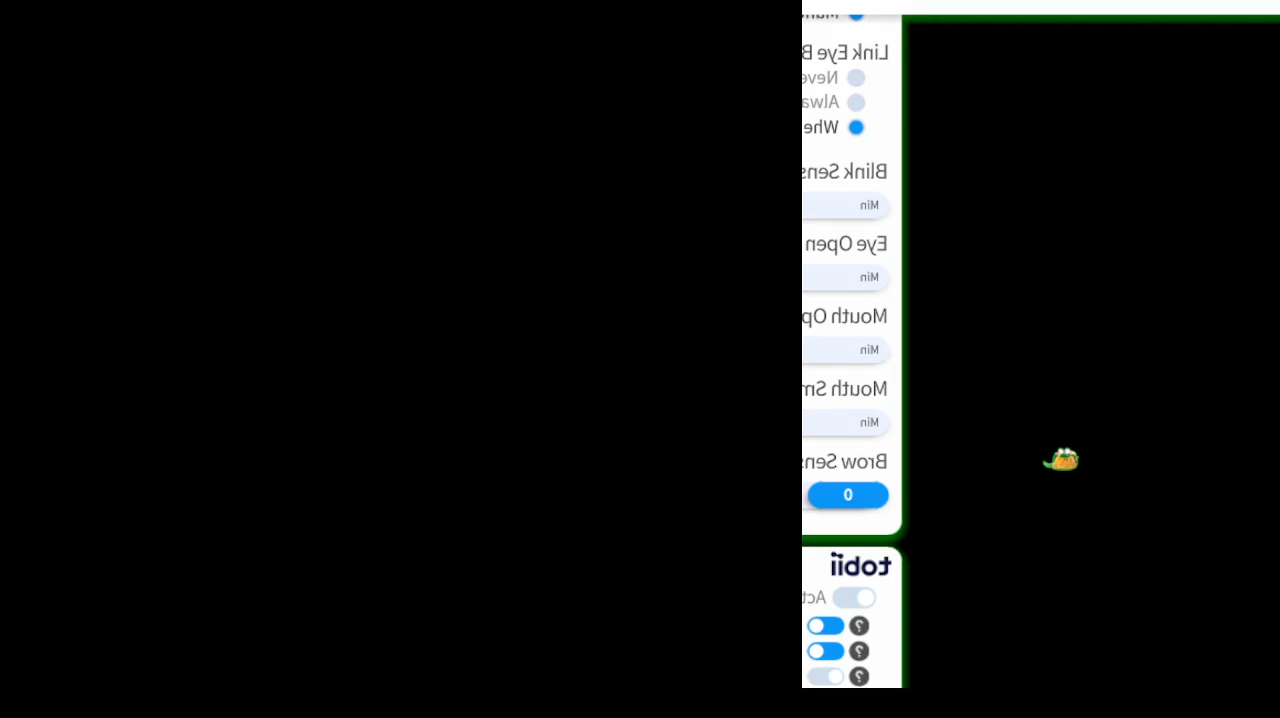 Link Eye B
Neve
Alwa
Whe
Blink Sens
Min
Eye Open
Min
Mouth Op
Min
Mouth Sm
Min
Brow Sens
0
tobii
Act
?
?
?